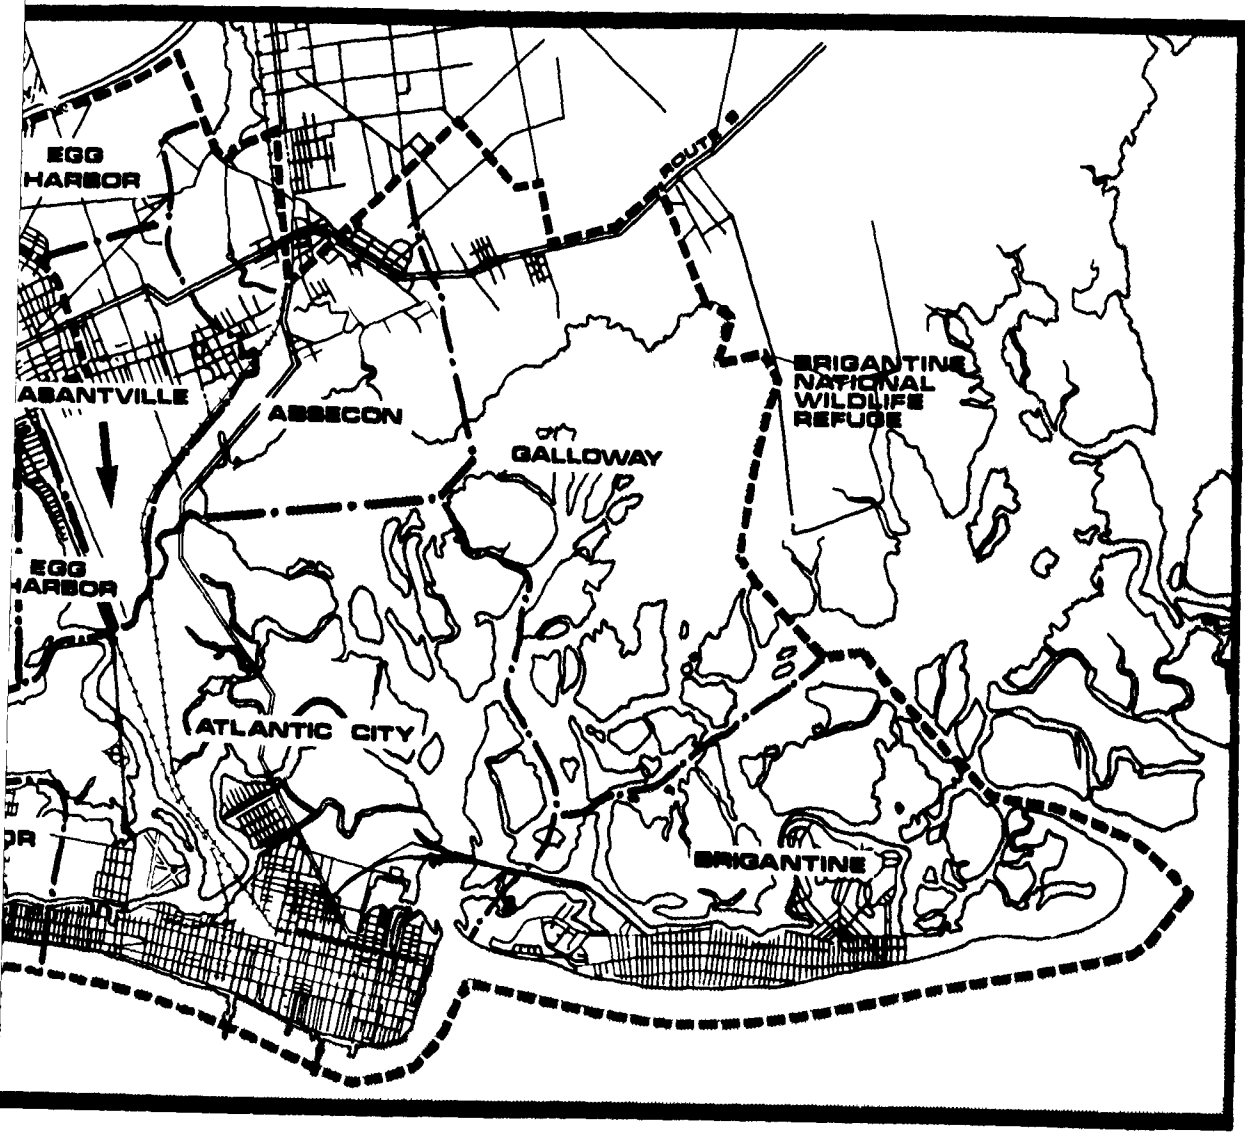 EGG
HARBOR
ROUTE 9
BRIGANTINE
NATIONAL
WILDLIFE
REFUGE
ABSECON
GALLOWAY
EGG
HARBOR
ATLANTIC CITY
BRIGANTINE